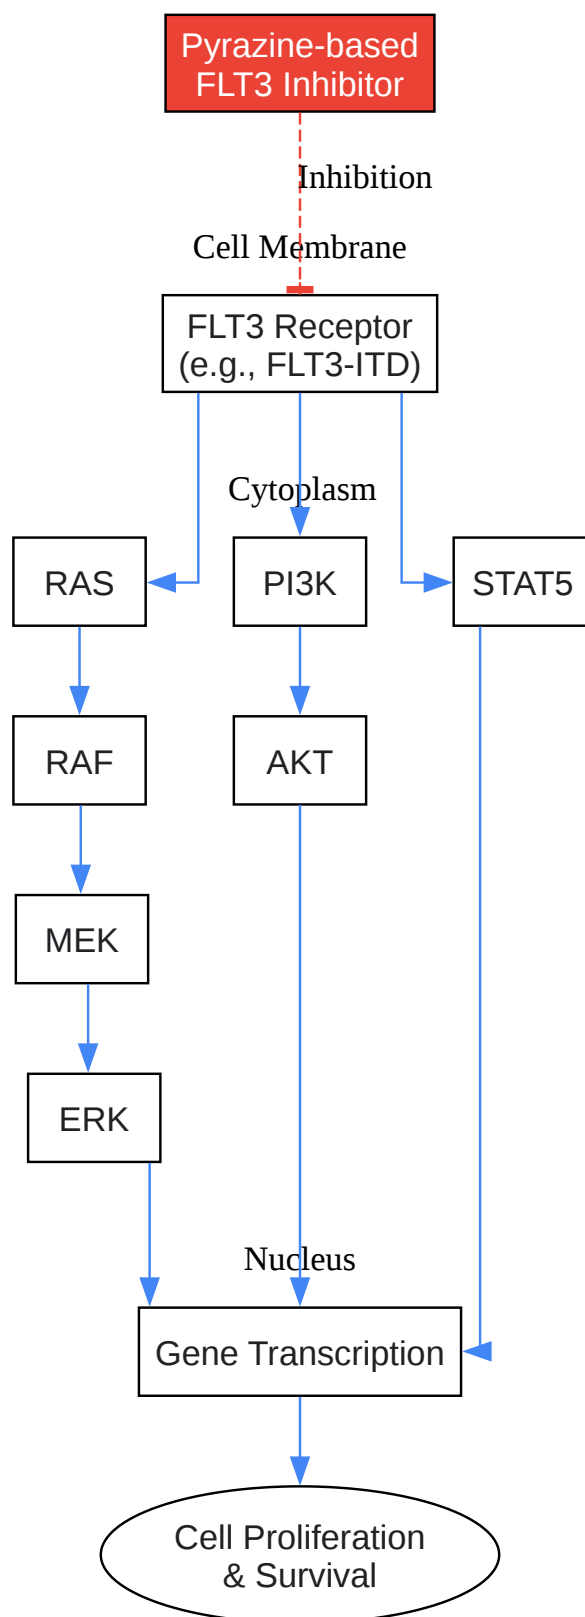 Pyrazine-based
FLT3 Inhibitor
Inhibition
Cell Membrane
FLT3 Receptor
(e.g., FLT3-ITD)
Cytoplasm
RAS
PI3K
STAT5
RAF
AKT
MEK
ERK
Nucleus
Gene Transcription
Cell Proliferation
& Survival